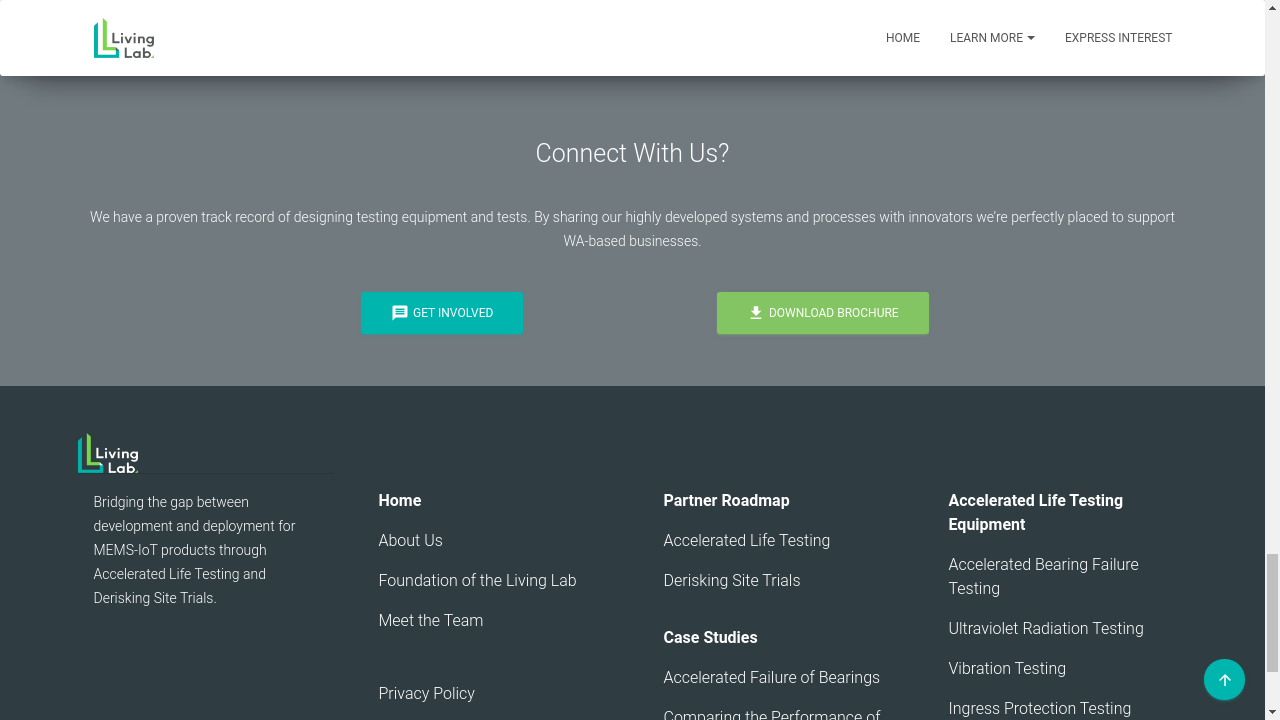 Living
Lab.
HOME
LEARN MORE
EXPRESS INTEREST
Connect With Us?
We have a proven track record of designing testing equipment and tests. By sharing our highly developed systems and processes with innovators we're perfectly placed to support
WA-based businesses.
GET INVOLVED
DOWNLOAD BROCHURE
Living
Lab.
Bridging the gap between
development and deployment for
MEMS-IoT products through
Accelerated Life Testing and
Derisking Site Trials.
Home
About Us
Foundation of the Living Lab
Meet the Team
Privacy Policy
Partner Roadmap
Accelerated Life Testing
Derisking Site Trials
Case Studies
Accelerated Failure of Bearings
Comparing the Performance of
Accelerated Life Testing
Equipment
Accelerated Bearing Failure
Testing
Ultraviolet Radiation Testing
Vibration Testing
Ingress Protection Testing